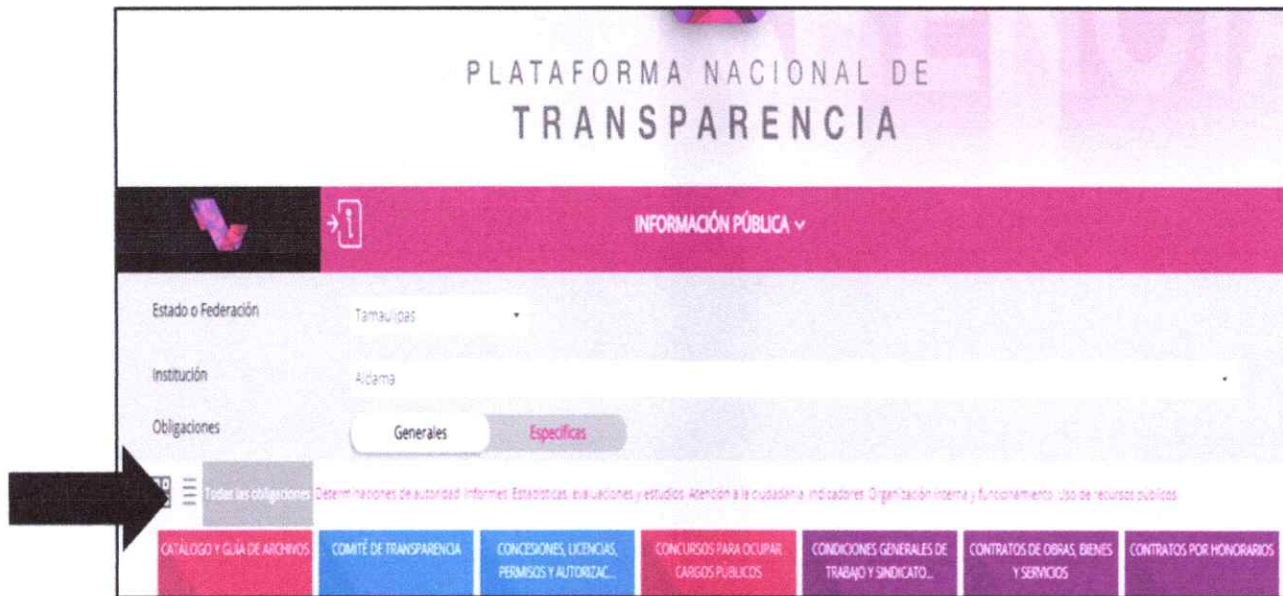 PLATAFORMA NACIONAL DE
TRANSPARENCIA
INFORMACIÓN PÚBLICA
Estado o Federación
Tamaulipas
Institución
Aldama
Obligaciones
Generales
Específicas
Todas las obligaciones Determinaciones de autoridad Informes Estadísticas, evaluaciones y estudios Atención a la ciudadanía Indicadores Organización interna y funcionamiento Uso de recursos públicos
CATÁLOGO Y GUÍA DE ARCHIVOS
COMITÉ DE TRANSPARENCIA
CONCESIONES, LICENCIAS,
PERMISOS Y AUTORIZAC...
CONCURSOS PARA OCUPAR
CARGOS PÚBLICOS
CONDICIONES GENERALES DE
TRABAJO Y SINDICATO...
CONTRATOS DE OBRAS, BIENES
Y SERVICIOS
CONTRATOS POR HONORARIOS